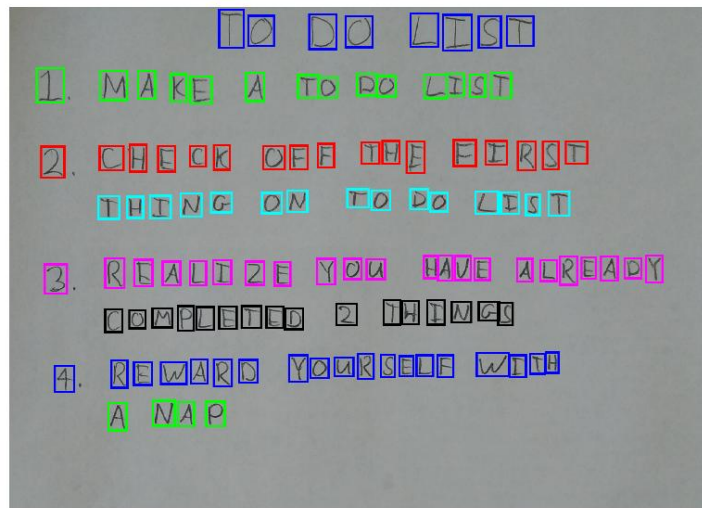 TO DO LIST
1. MAKE A TO DO LIST
2. CHECK OFF THE FIRST
THING ON TO DO LIST
3. REALIZE YOU HAVE ALREADY
COMPLETED 2 THINGS
4. REWARD YOURSELF WITH
A NAP